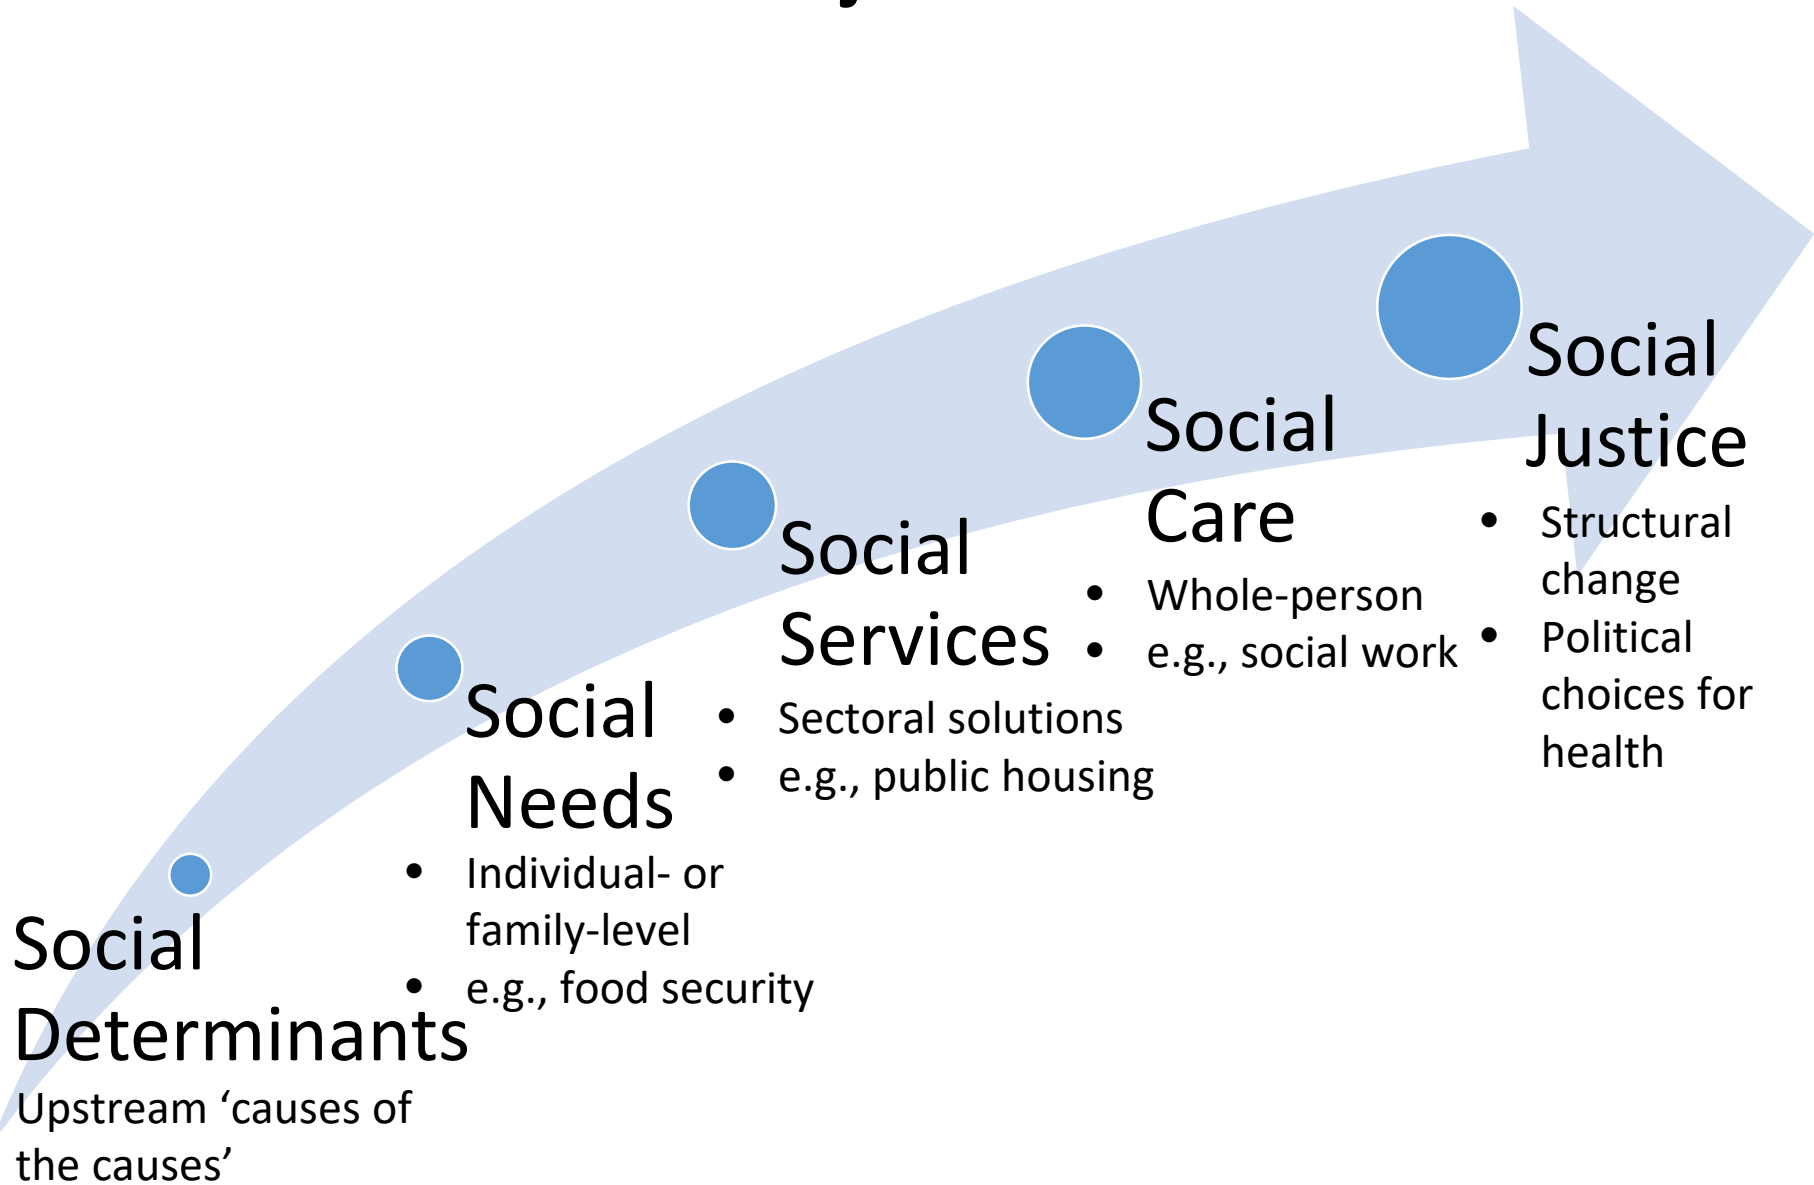 Social
Determinants
Upstream ‘causes of
the causes’
Social
Needs
• Individual- or
family-level
• e.g., food security
Social
Services
• Sectoral solutions
• e.g., public housing
Social
Care
• Whole-person
• e.g., social work
Social
Justice
• Structural
change
• Political
choices for
health